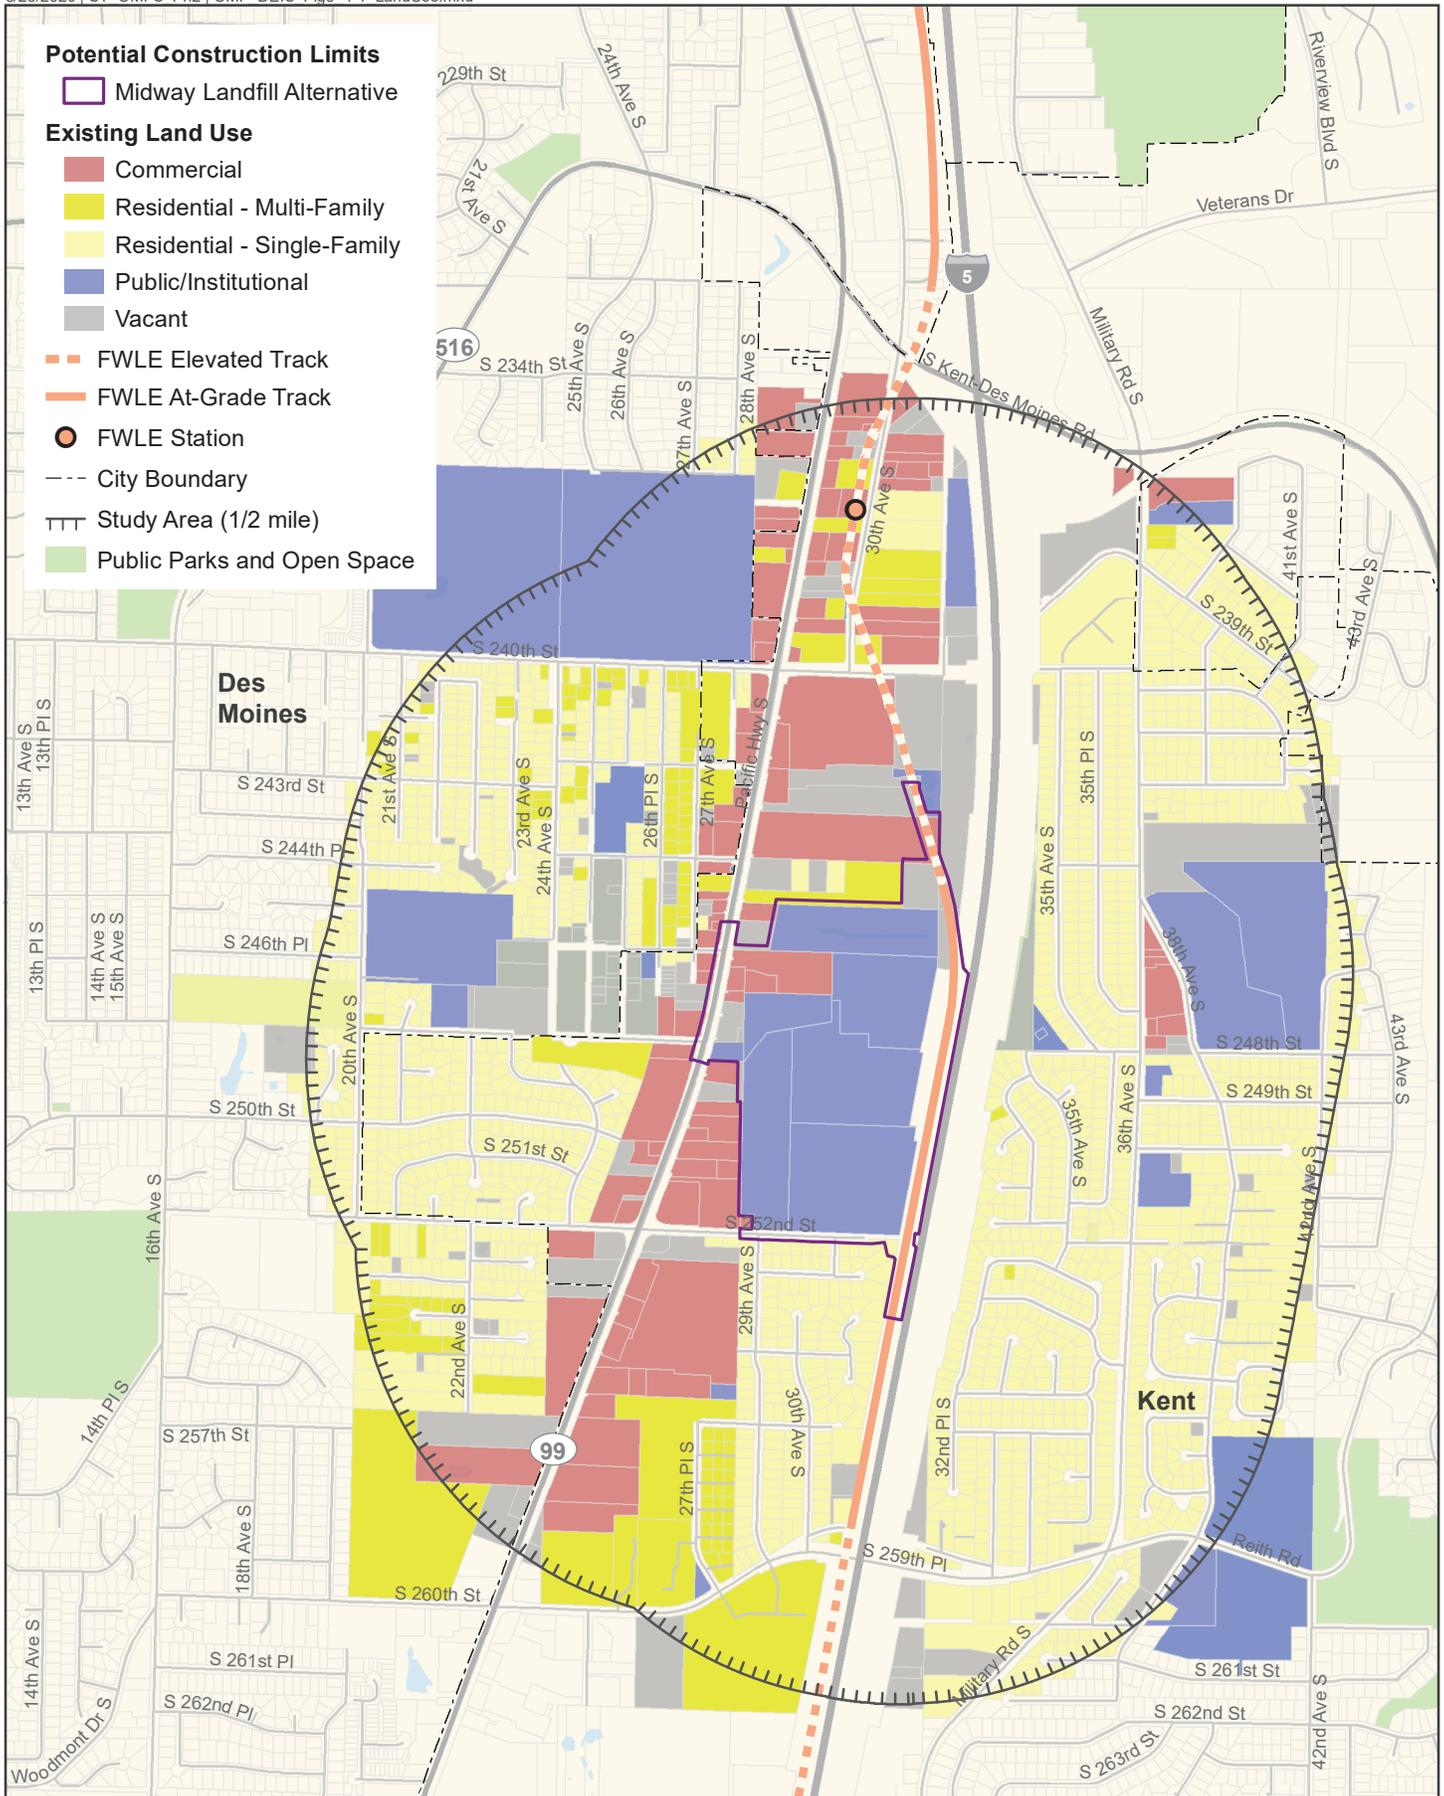 Potential Construction Limits
Midway Landfill Alternative
Existing Land Use
Commercial
Residential - Multi-Family
Residential - Single-Family
Public/Institutional
Vacant
FWLE Elevated Track
FWLE At-Grade Track
FWLE Station
City Boundary
Study Area (1/2 mile)
Public Parks and Open Space
229th St
24th Ave S
21st Ave S
Riverview Blvd S
Veterans Dr
5
Military Rd S
516
S 234th St
25th Ave S
26th Ave S
27th Ave S
28th Ave S
S Kent-Des Moines Rd
30th Ave S
41st Ave S
43rd Ave S
S 239th St
S 240th St
Des
Moines
13th Ave S
13th Pl S
S 243rd St
21st Ave S
23rd Ave S
24th Ave S
26th Pl S
27th Ave S
Pacific Hwy S
35th Pl S
35th Ave S
S 244th P
S 246th Pl
13th Pl S
14th Ave S
15th Ave S
38th Ave S
20th Ave S
S 248th St
43rd Ave S
S 249th St
S 250th St
S 251st St
35th Ave S
36th Ave S
42nd Ave S
16th Ave S
S 252nd St
29th Ave S
22nd Ave S
14th Pl S
30th Ave S
32nd Pl S
Kent
S 257th St
99
27th Pl S
18th Ave S
S 259th Pl
Reith Rd
S 260th St
14th Ave S
S 261st Pl
Military Rd S
S 261st St
S 262nd Pl
S 262nd St
42nd Ave S
Woodmont Dr S
S 263rd St